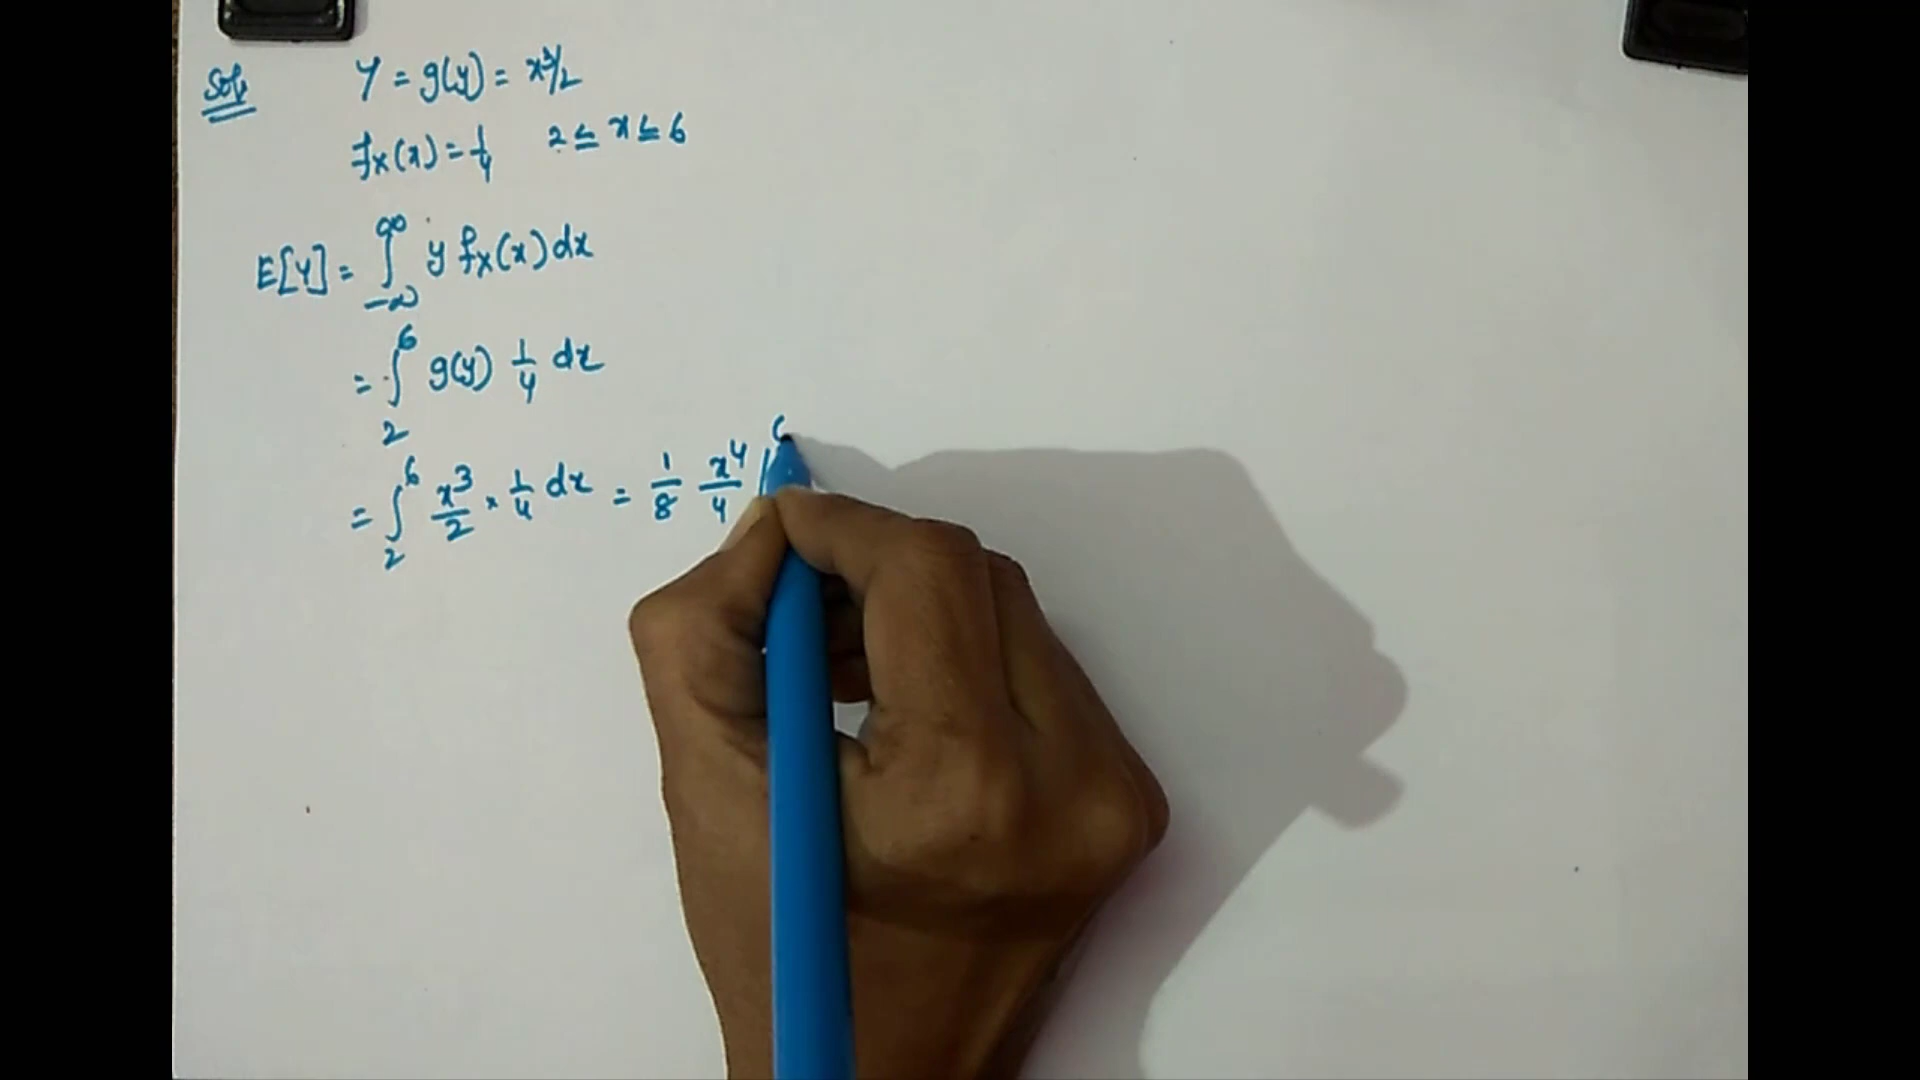 Soln Y = g(y) = x³/2
fX(x) = 1/4 2 ≤ x ≤ 6
E[Y] = ∫_{-∞}^{∞} y fX(x) dx
= ∫_2^6 g(y) 1/4 dx
= ∫_2^6 x³/2 × 1/4 dx = 1/8 x⁴/4 |